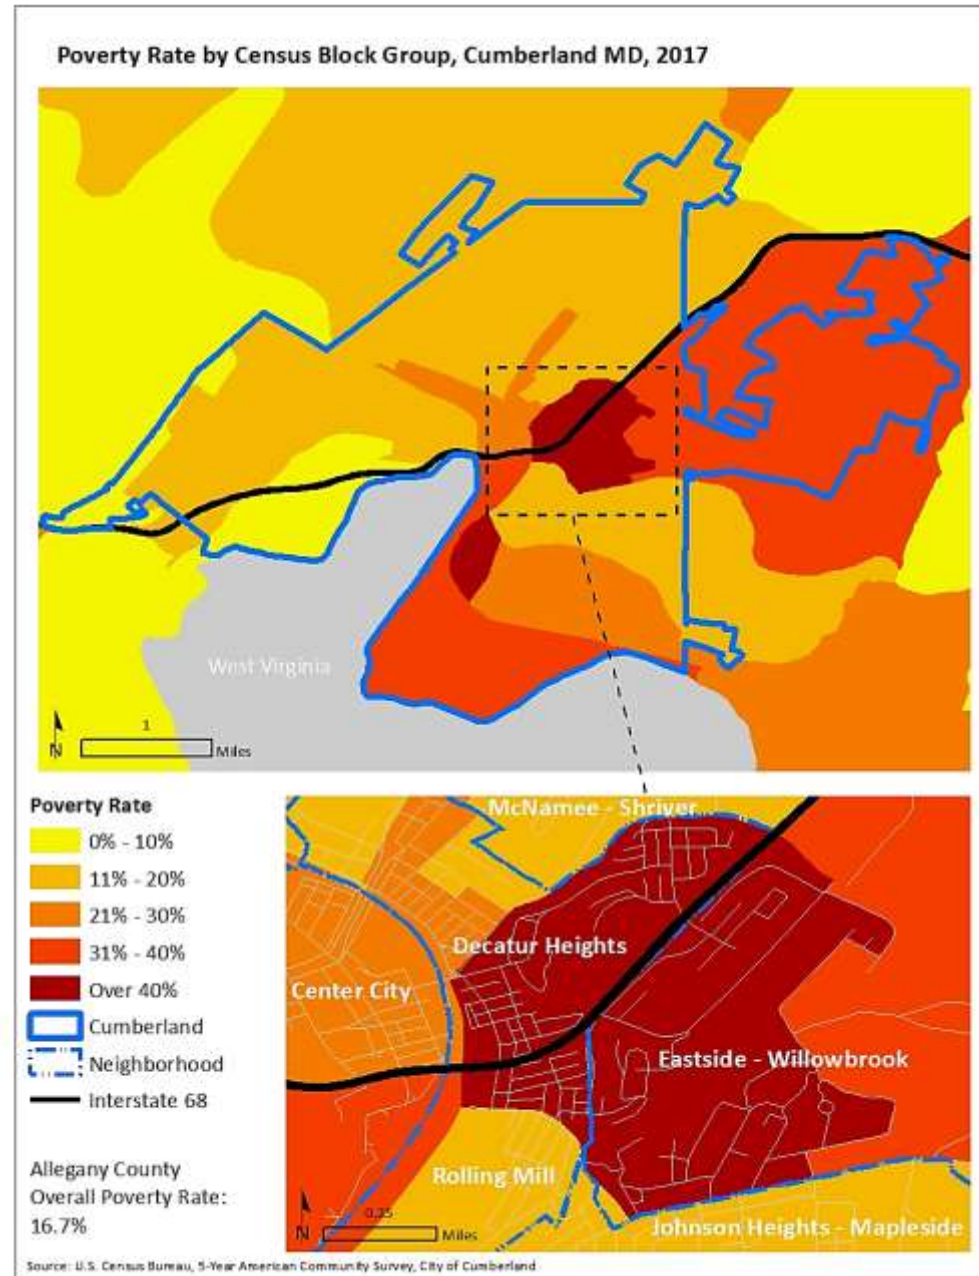 Poverty Rate by Census Block Group, Cumberland MD, 2017
West Virginia
N
1
Miles
Poverty Rate
0% - 10%
11% - 20%
21% - 30%
31% - 40%
Over 40%
Cumberland
Neighborhood
Interstate 68
Allegany County
Overall Poverty Rate:
16.7%
McNamee - Shriver
Decatur Heights
Center City
Eastside - Willowbrook
Rolling Mill
Johnson Heights - Mapleside
N
0.25
Miles
Source: U.S. Census Bureau, 5-Year American Community Survey, City of Cumberland